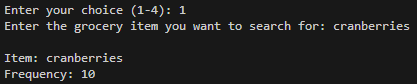 Enter your choice (1-4): 1
Enter the grocery item you want to search for: cranberries
Item: cranberries
Frequency: 10